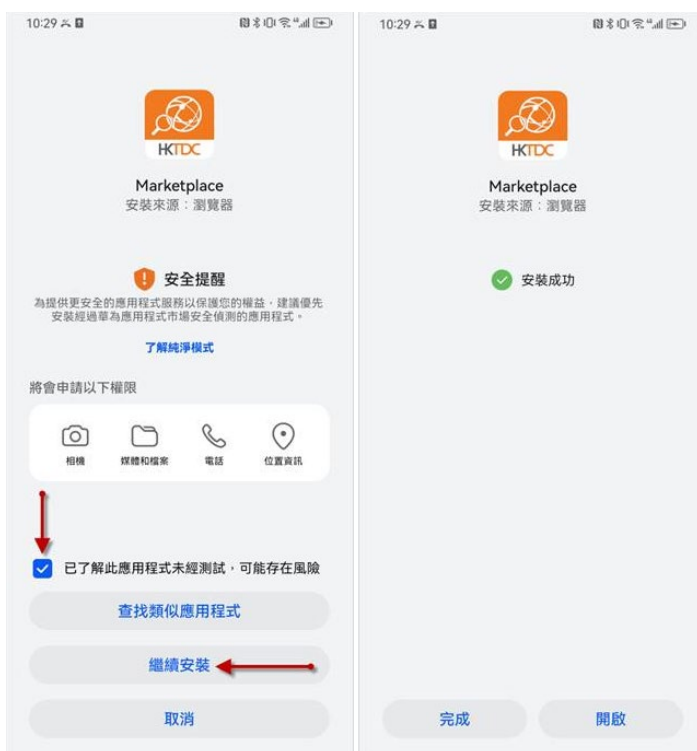 10:29
HKTDC
Marketplace
安裝來源：瀏覽器
安全提醒
為提供更安全的應用程式服務以保護您的權益，建議優先
安裝經過華為應用程式市場安全偵測的應用程式。
了解純淨模式
將會申請以下權限
相機 媒體和檔案 電話 位置資訊
已了解此應用程式未經測試，可能存在風險
查找類似應用程式
繼續安裝
取消
10:29
HKTDC
Marketplace
安裝來源：瀏覽器
安裝成功
完成 開啟